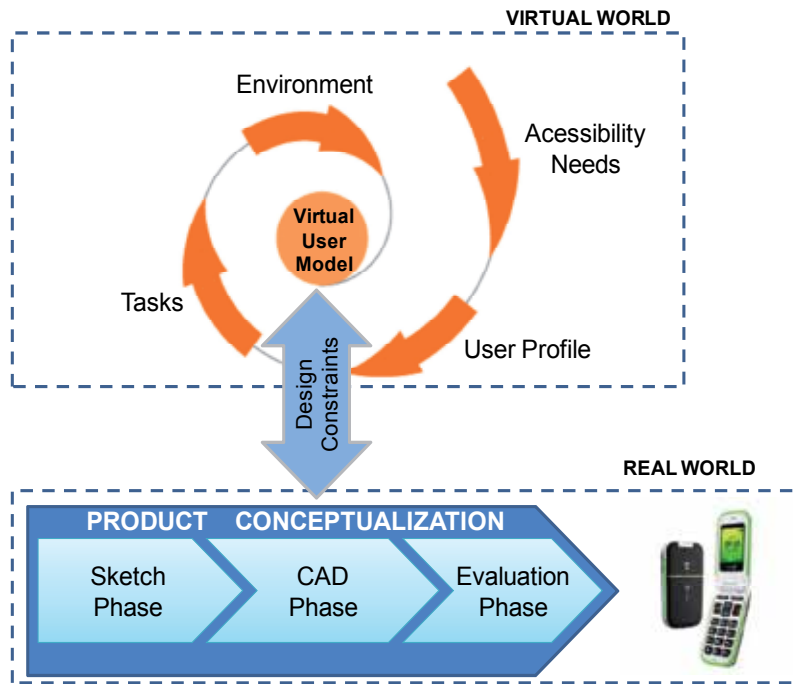 VIRTUAL WORLD
Environment
Acessibility
Needs
Virtual
User
Model
Tasks
User Profile
Design
Constraints
REAL WORLD
PRODUCT CONCEPTUALIZATION
Sketch
Phase
CAD
Phase
Evaluation
Phase